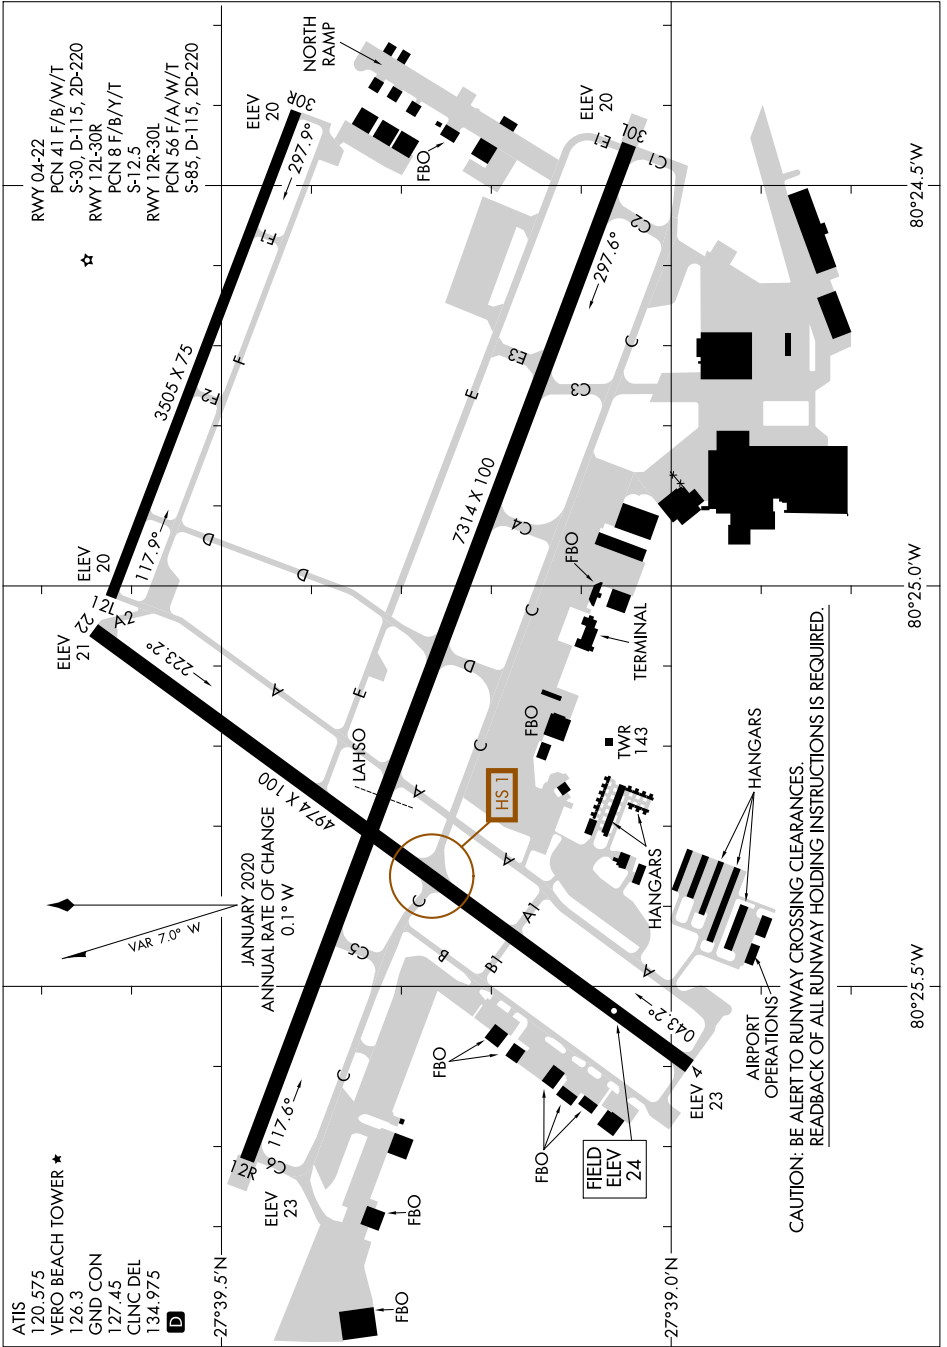 ATIS
120.575
VERO BEACH TOWER ★
126.3
GND CON
127.45
CLNC DEL
134.975
D
RWY 04-22
PCN 41 F/B/W/T
S-30, D-115, 2D-220
RWY 12L-30R
PCN 8 F/B/Y/T
S-12.5
RWY 12R-30L
PCN 56 F/A/W/T
S-85, D-115, 2D-220
NORTH
RAMP
ELEV
20
30R
297.9°
FBO
ELEV
20
30L
E1
C1
C2
297.6°
F1
F
F2
3505 X 75
E3
E
C
C3
7314 X 100
C4
117.9°
D
D
ELEV
20
12L
A2
22
ELEV
21
223.2°
A
E
LAHSO
4974 X 100
A
C
D
C
FBO
TERMINAL
FBO
TWR
143
HS 1
JANUARY 2020
ANNUAL RATE OF CHANGE
0.1° W
VAR 7.0° W
HANGARS
HANGARS
A
A1
A
C
B
B1
C5
C
117.6°
12R
C6
ELEV
23
FBO
FBO
FBO
FBO
043.2°
4
ELEV
23
FIELD
ELEV
24
AIRPORT
OPERATIONS
27°39.5'N
27°39.0'N
80°24.5'W
80°25.0'W
80°25.5'W
CAUTION: BE ALERT TO RUNWAY CROSSING CLEARANCES.
READBACK OF ALL RUNWAY HOLDING INSTRUCTIONS IS REQUIRED.